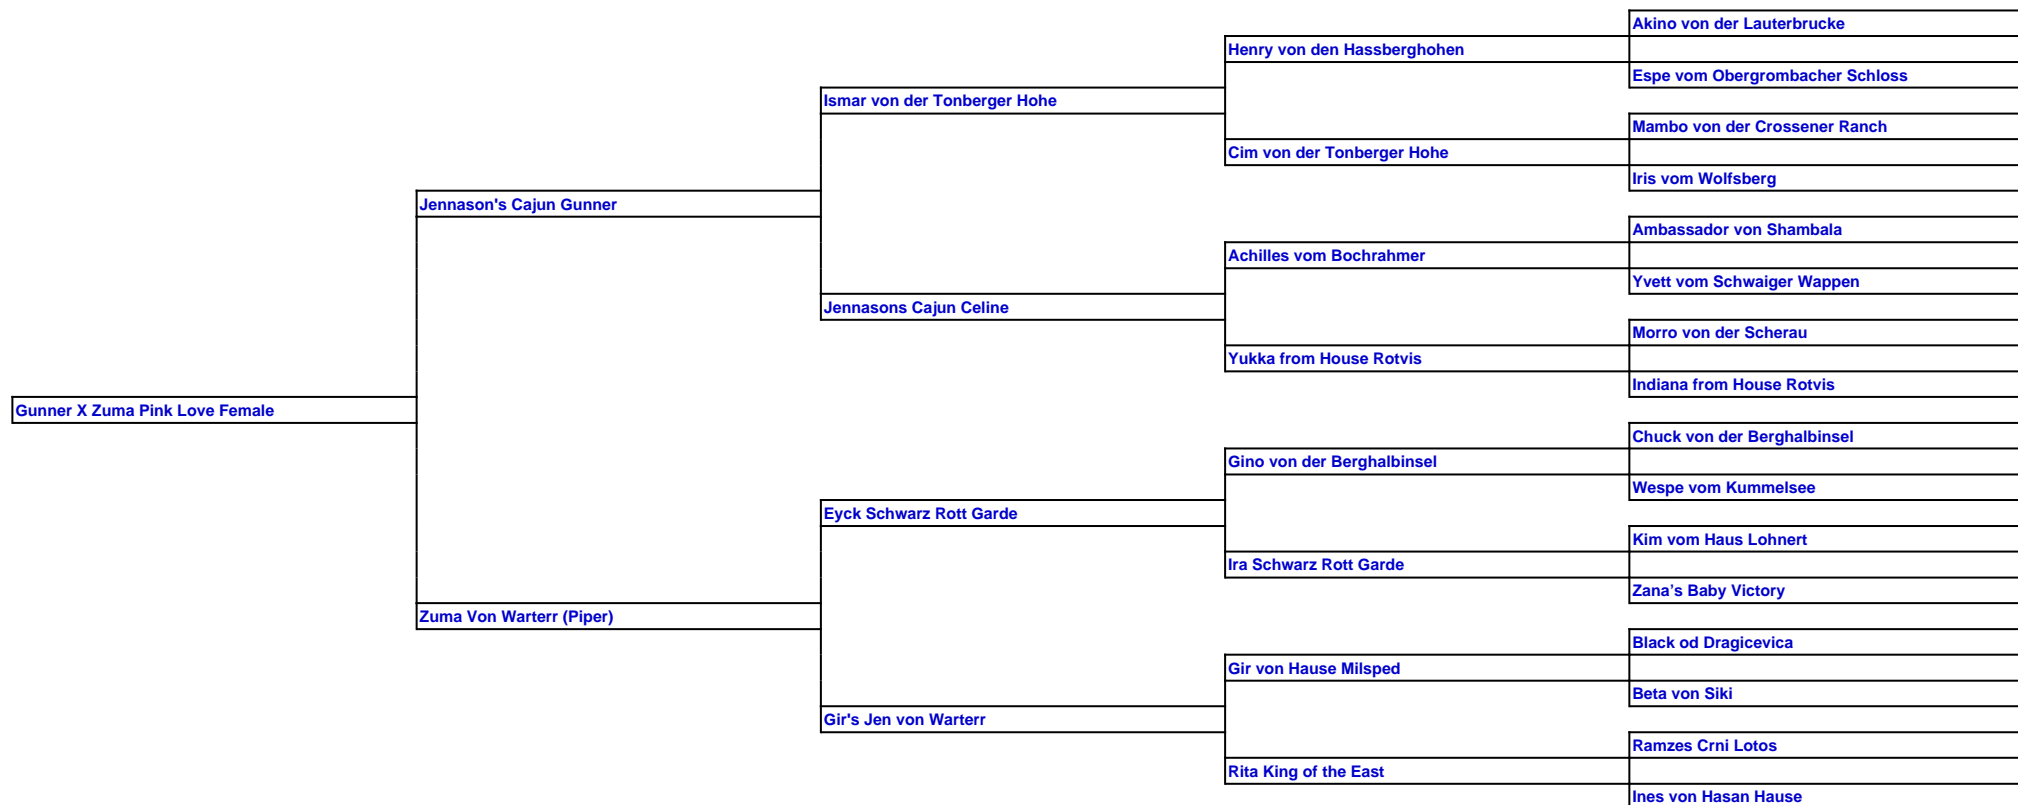 Akino von der Lauterbrucke
Henry von den Hassberghohen
Espe vom Obergrombacher Schloss
Ismar von der Tonberger Hohe
Mambo von der Crossener Ranch
Cim von der Tonberger Hohe
Iris vom Wolfsberg
Jennason's Cajun Gunner
Ambassador von Shambala
Achilles vom Bochrahmer
Yvett vom Schwaiger Wappen
Jennasons Cajun Celine
Morro von der Scherau
Yukka from House Rotvis
Indiana from House Rotvis
Gunner X Zuma Pink Love Female
Chuck von der Berghalbinsel
Gino von der Berghalbinsel
Wespe vom Kummelsee
Eyck Schwarz Rott Garde
Kim vom Haus Lohnert
Ira Schwarz Rott Garde
Zana’s Baby Victory
Zuma Von Warterr (Piper)
Black od Dragicevica
Gir von Hause Milsped
Beta von Siki
Gir's Jen von Warterr
Ramzes Crni Lotos
Rita King of the East
Ines von Hasan Hause